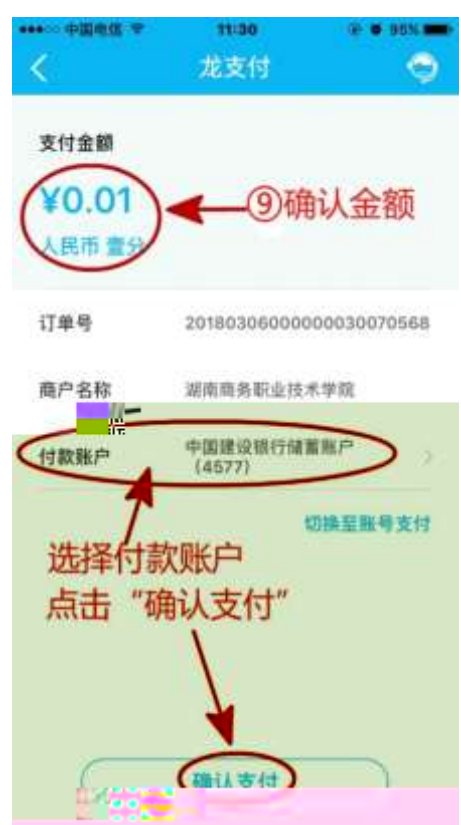 中国电信 11:30 95%
龙支付
支付金额
¥0.01
⑨确认金额
人民币 壹分
订单号 20180306000000030070568
商户名称 湖南商务职业技术学院
付款账户 中国建设银行储蓄账户
(4577)
切换至账号支付
选择付款账户
点击“确认支付”
确认支付